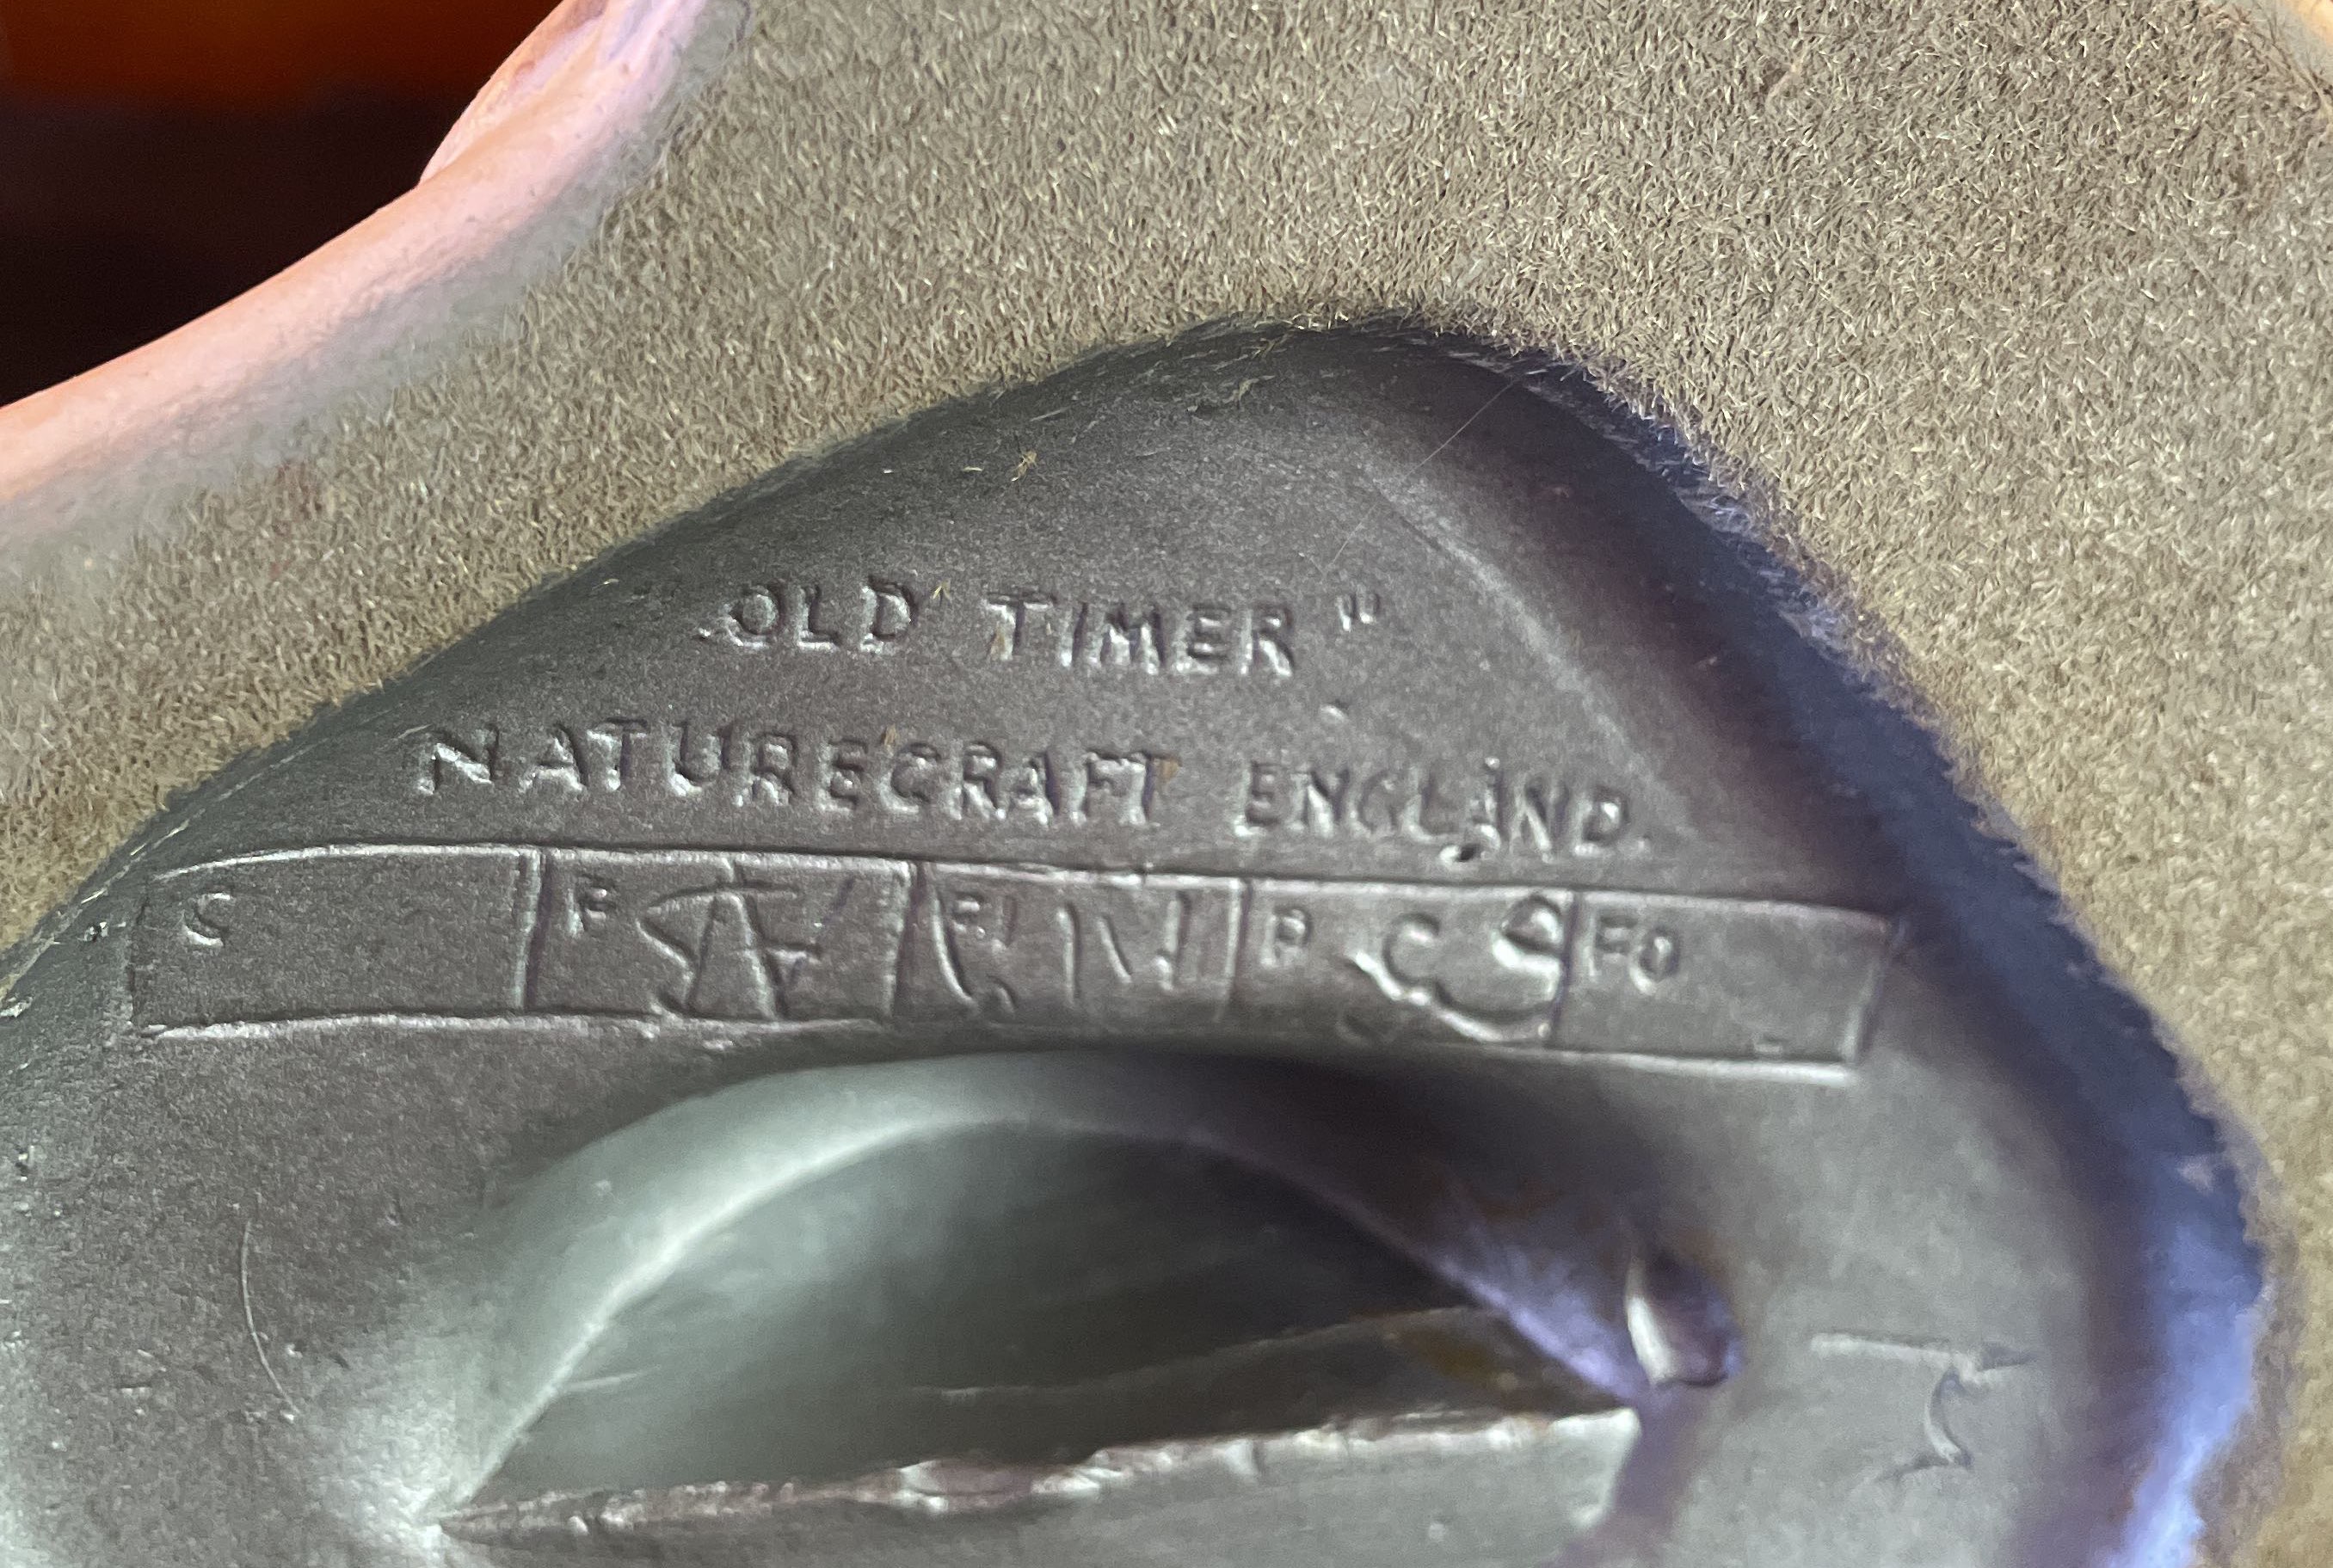 "OLD TIMER"
NATURECRAFT ENGLAND.
S F FI P FO